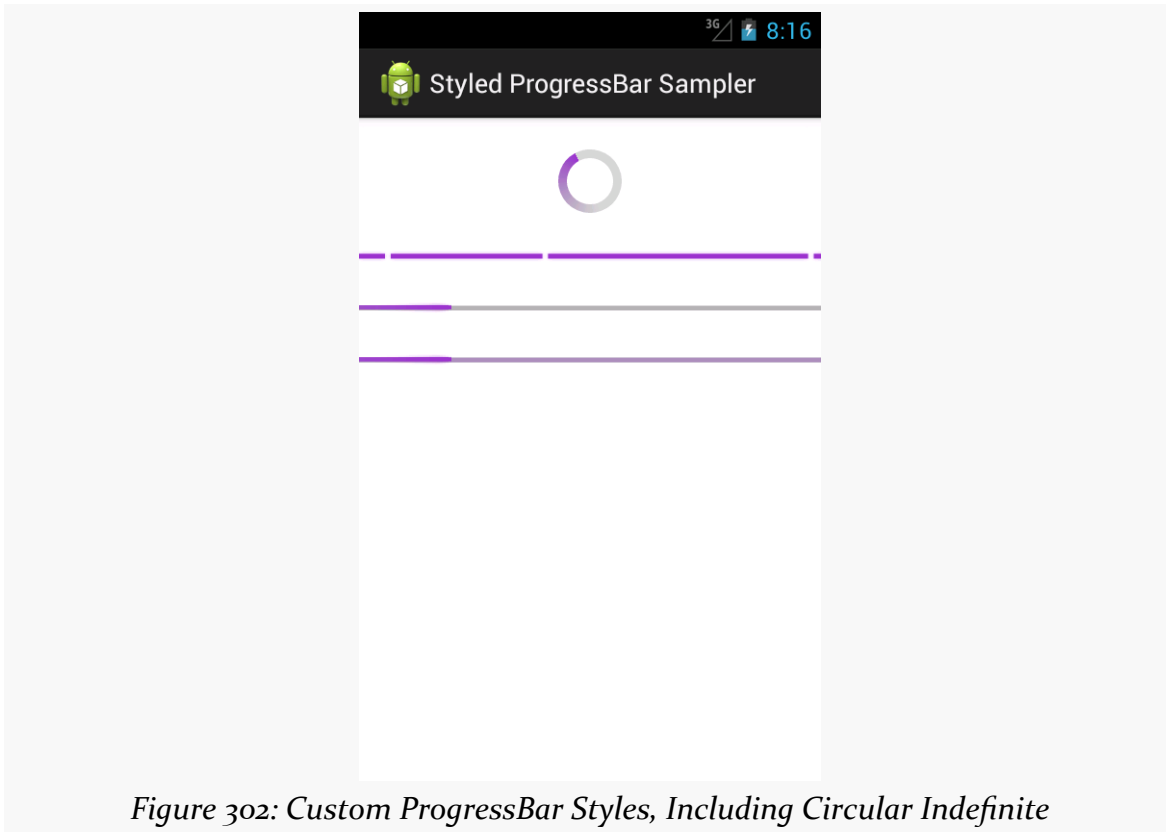 3G 8:16
Styled ProgressBar Sampler
Figure 302: Custom ProgressBar Styles, Including Circular Indefinite